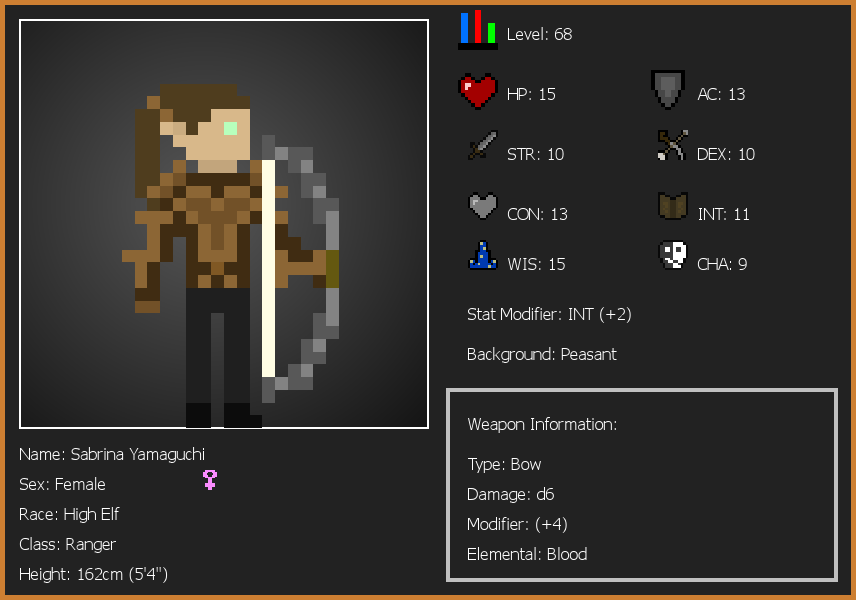 Level: 68
HP: 15
AC: 13
STR: 10
DEX: 10
CON: 13
INT: 11
WIS: 15
CHA: 9
Stat Modifier: INT (+2)
Background: Peasant
Weapon Information:
Type: Bow
Damage: d6
Modifier: (+4)
Elemental: Blood
Name: Sabrina Yamaguchi
Sex: Female
Race: High Elf
Class: Ranger
Height: 162cm (5'4")